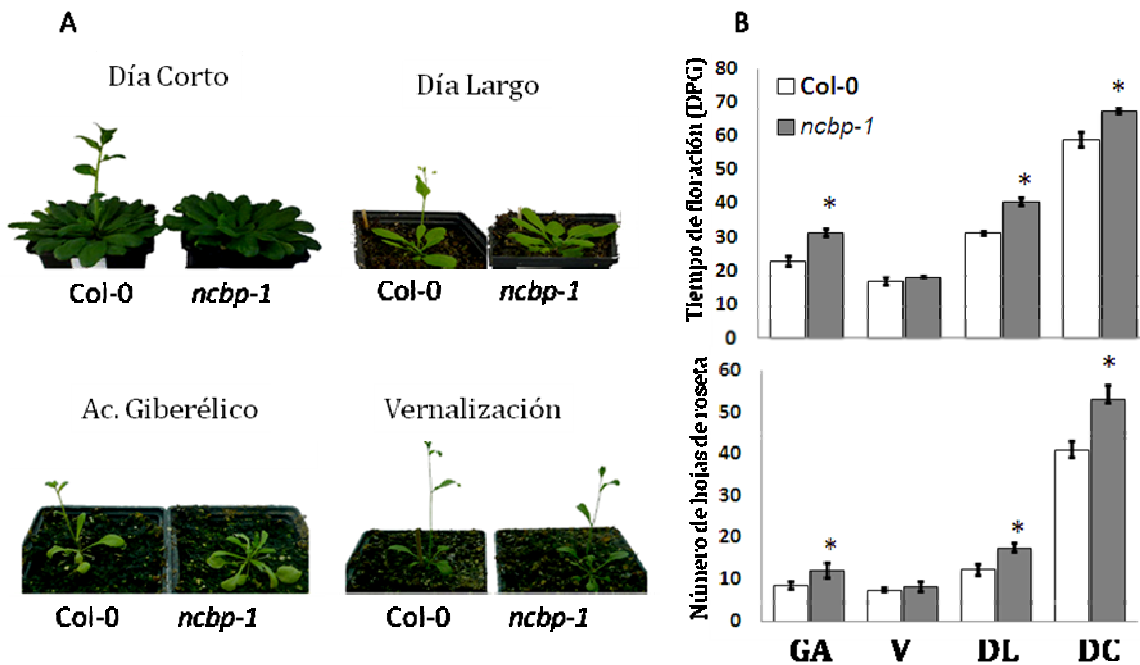 A
Día Corto
Día Largo
Col-0
ncbp-1
Col-0
ncbp-1
Ac. Giberélico
Vernalización
Col-0
ncbp-1
Col-0
ncbp-1
B
Tiempo de floración (DPG)
80
70
60
50
40
30
20
10
0
Col-0
ncbp-1
*
*
*
Número de hojas de roseta
60
50
40
30
20
10
0
*
*
*
GA
V
DL
DC